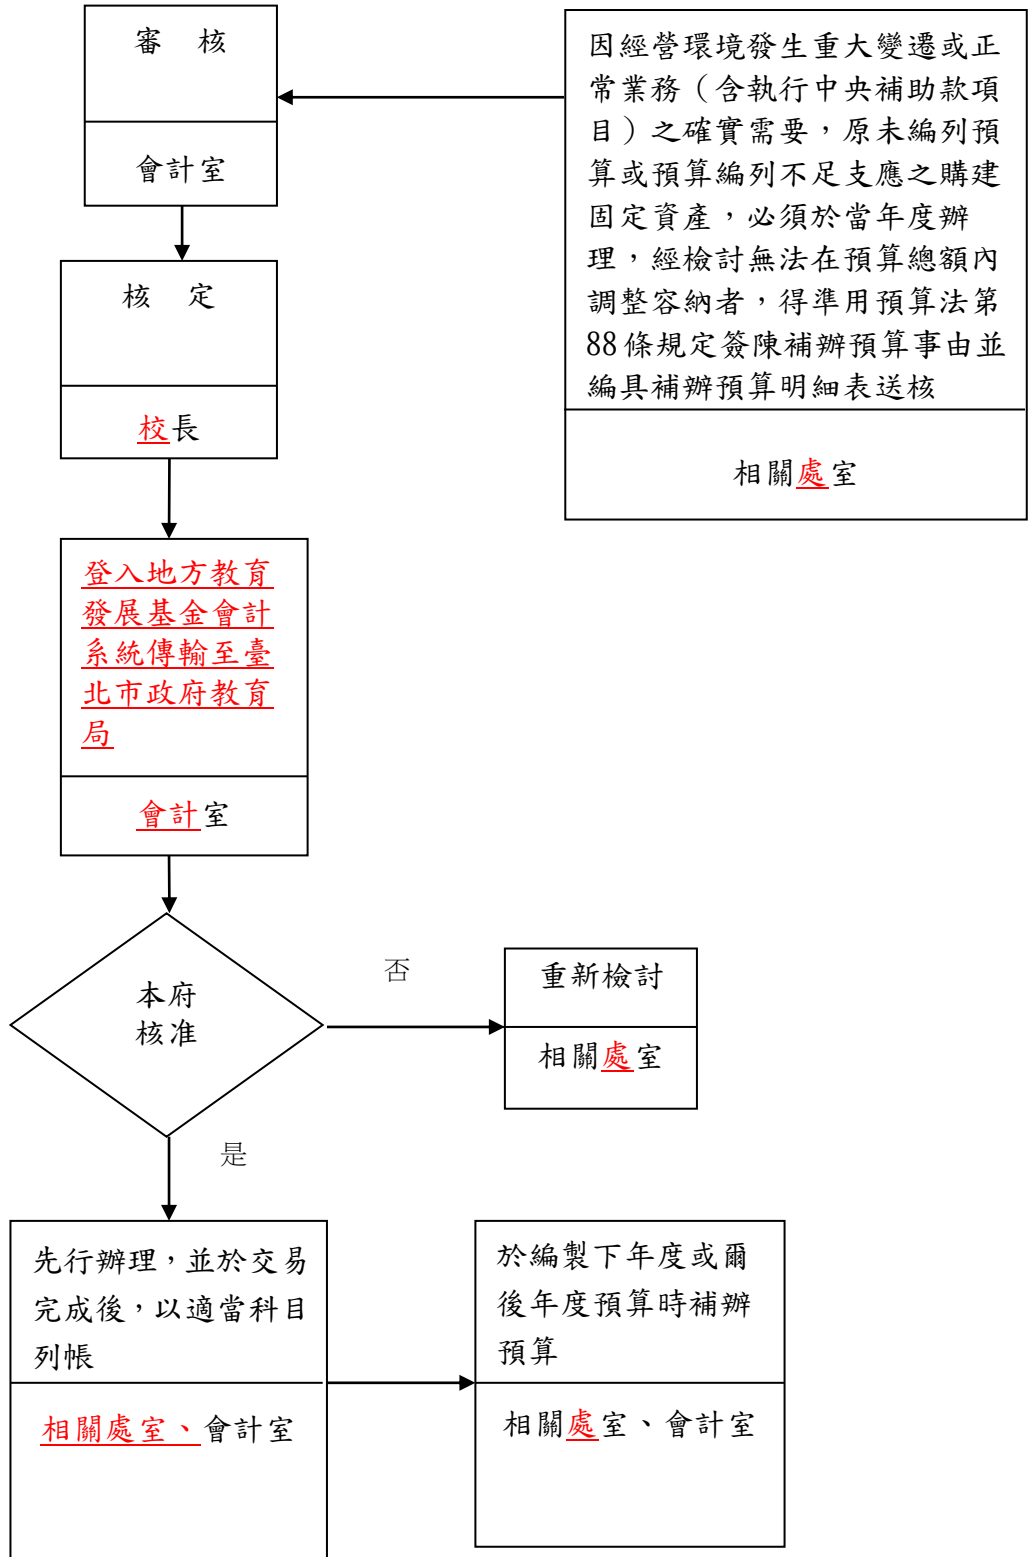 審　核
會計室
因經營環境發生重大變遷或正
常業務（含執行中央補助款項
目）之確實需要，原未編列預
算或預算編列不足支應之購建
固定資產，必須於當年度辦
理，經檢討無法在預算總額內
調整容納者，得準用預算法第
88條規定簽陳補辦預算事由並
編具補辦預算明細表送核
相關處室
核　定
校長
登入地方教育
發展基金會計
系統傳輸至臺
北市政府教育
局
會計室
本府
核准
否
重新檢討
相關處室
是
先行辦理，並於交易
完成後，以適當科目
列帳
相關處室、會計室
於編製下年度或爾
後年度預算時補辦
預算
相關處室、會計室